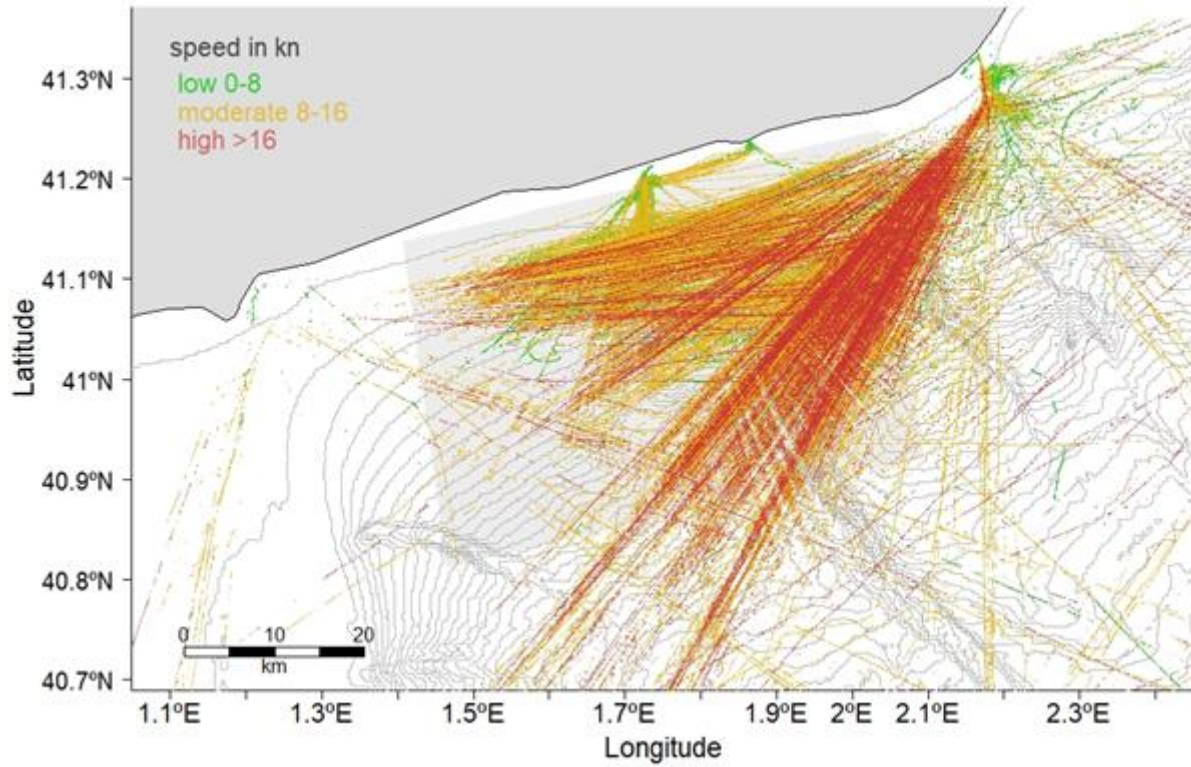 speed in kn
low 0-8
moderate 8-16
high >16
41.3ºN
41.2ºN
41.1ºN
41ºN
40.9ºN
40.8ºN
40.7ºN
Latitude
0 10 20
km
1.1ºE 1.3ºE 1.5ºE 1.7ºE 1.9ºE 2ºE 2.1ºE 2.3ºE
Longitude